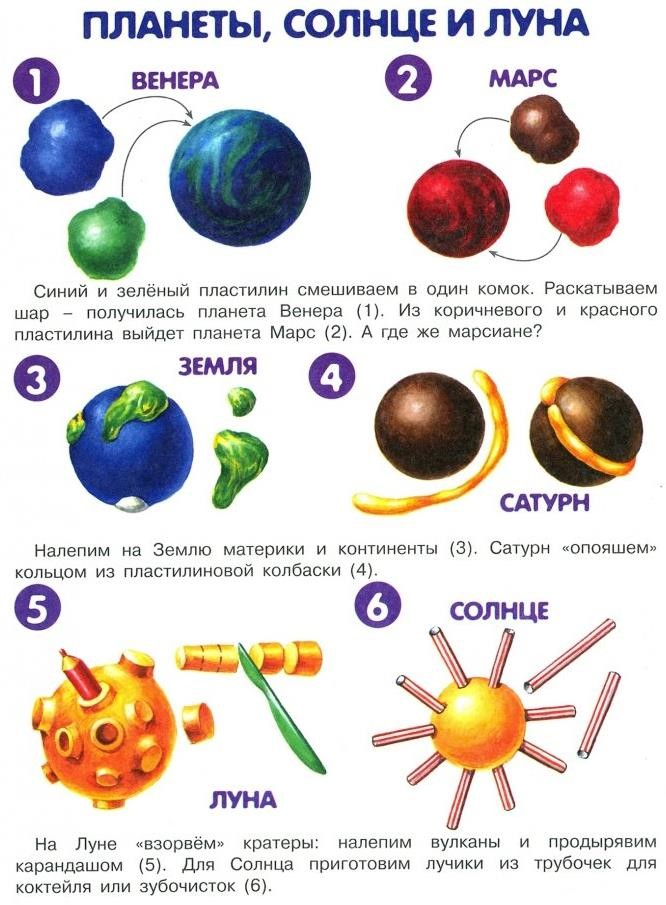 ПЛАНЕТЫ, СОЛНЦЕ И ЛУНА
1 ВЕНЕРА
2 МАРС
Синий и зелёный пластилин смешиваем в один комок. Раскатываем
шар – получилась планета Венера (1). Из коричневого и красного
пластилина выйдет планета Марс (2). А где же марсиане?
3 ЗЕМЛЯ
4 САТУРН
Налепим на Землю материки и континенты (3). Сатурн «опояшем»
кольцом из пластилиновой колбаски (4).
5 ЛУНА
6 СОЛНЦЕ
На Луне «взорвём» кратеры: налепим вулканы и продырявим
карандашом (5). Для Солнца приготовим лучики из трубочек для
коктейля или зубочисток (6).